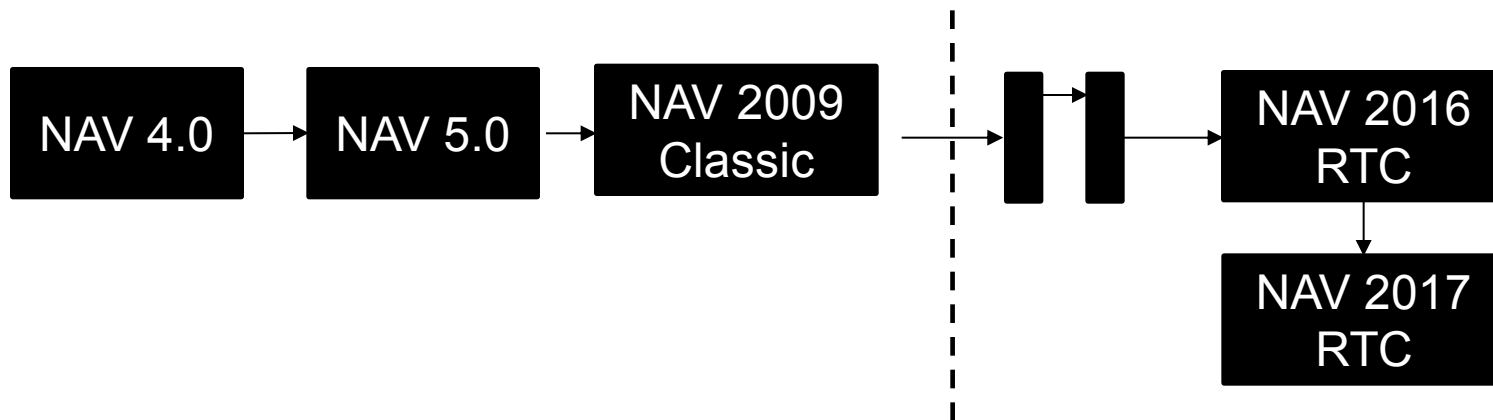 NAV 4.0
NAV 5.0
NAV 2009
Classic
NAV 2016
RTC
NAV 2017
RTC